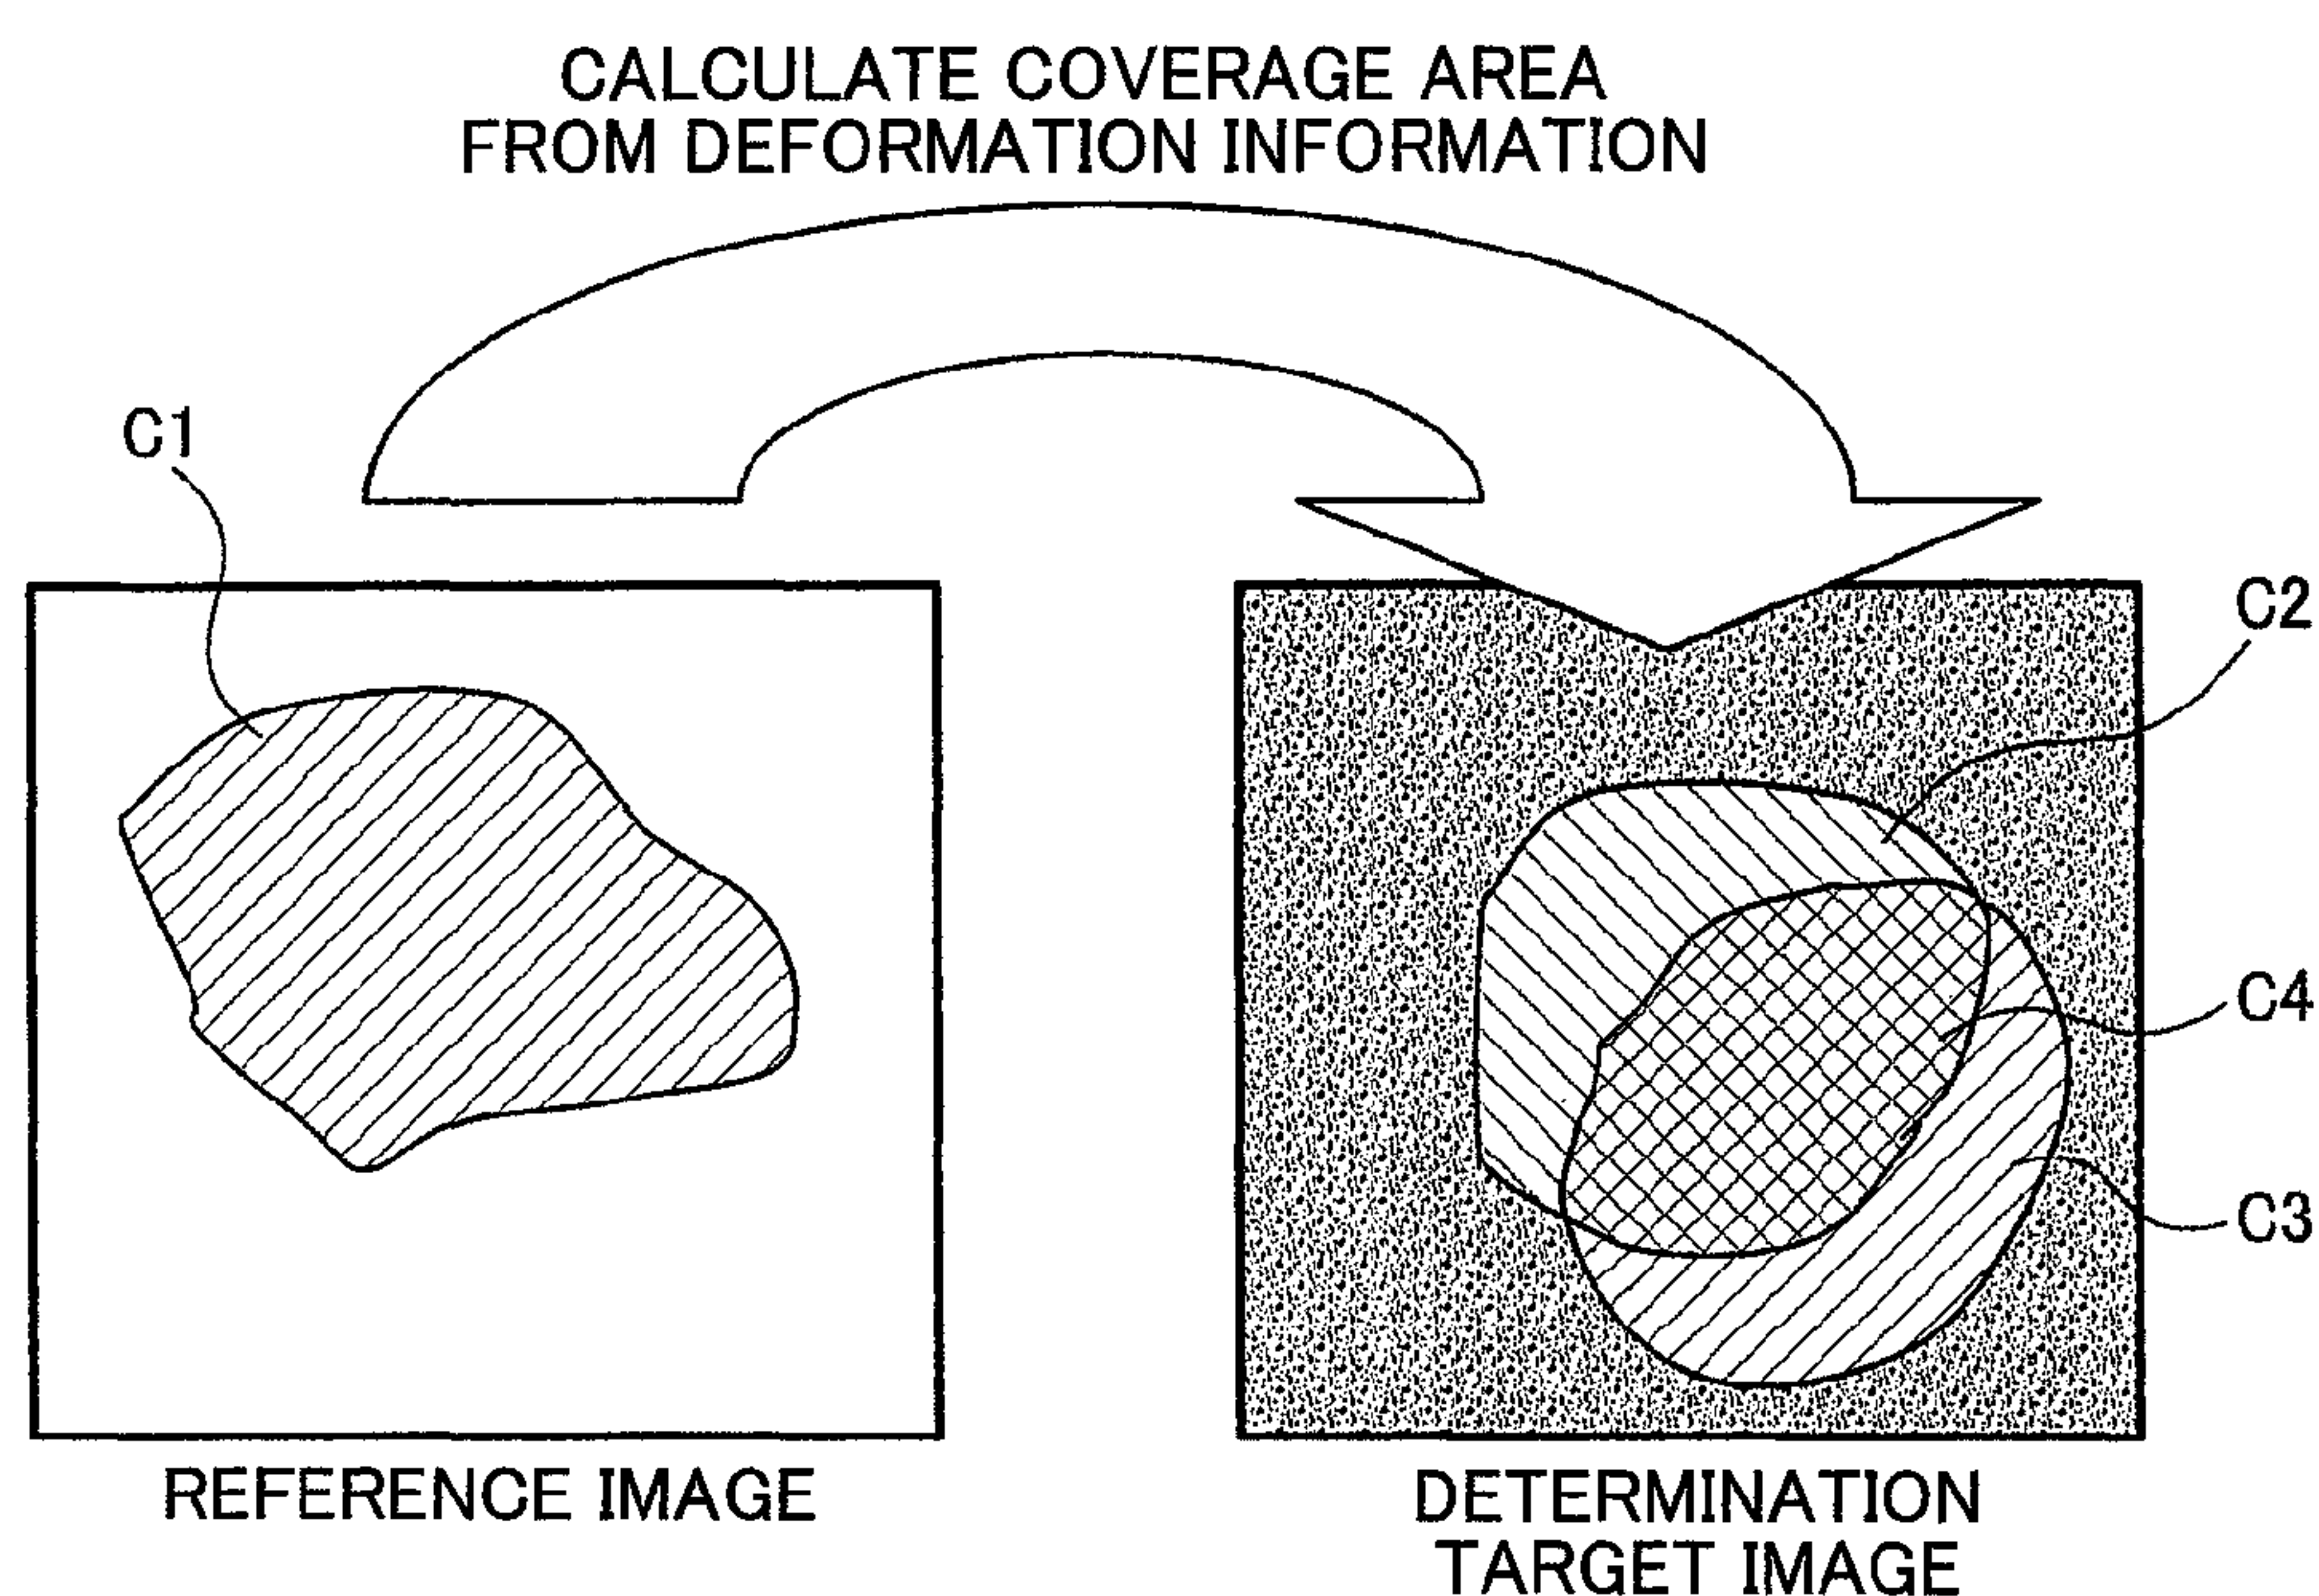 CALCULATE COVERAGE AREA
FROM DEFORMATION INFORMATION
C1
C2
C4
C3
REFERENCE IMAGE
DETERMINATION
TARGET IMAGE